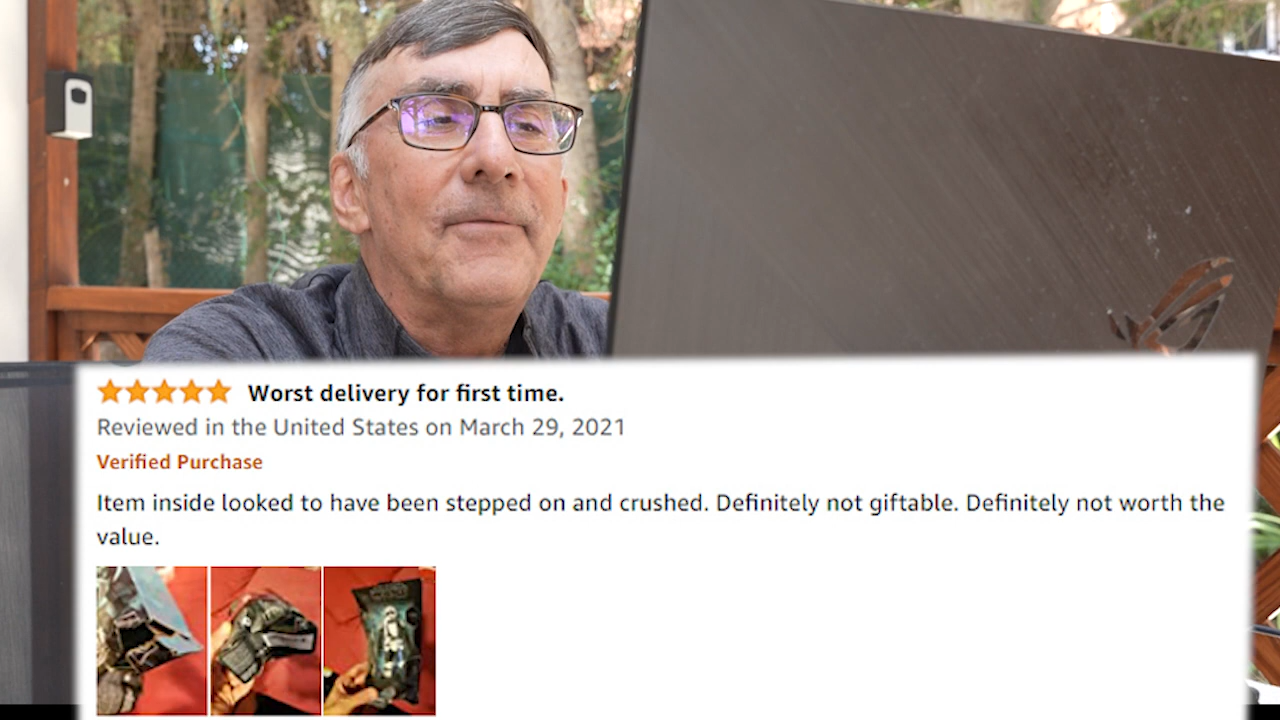 Worst delivery for first time.
Reviewed in the United States on March 29, 2021
Verified Purchase
Item inside looked to have been stepped on and crushed. Definitely not giftable. Definitely not worth the
value.